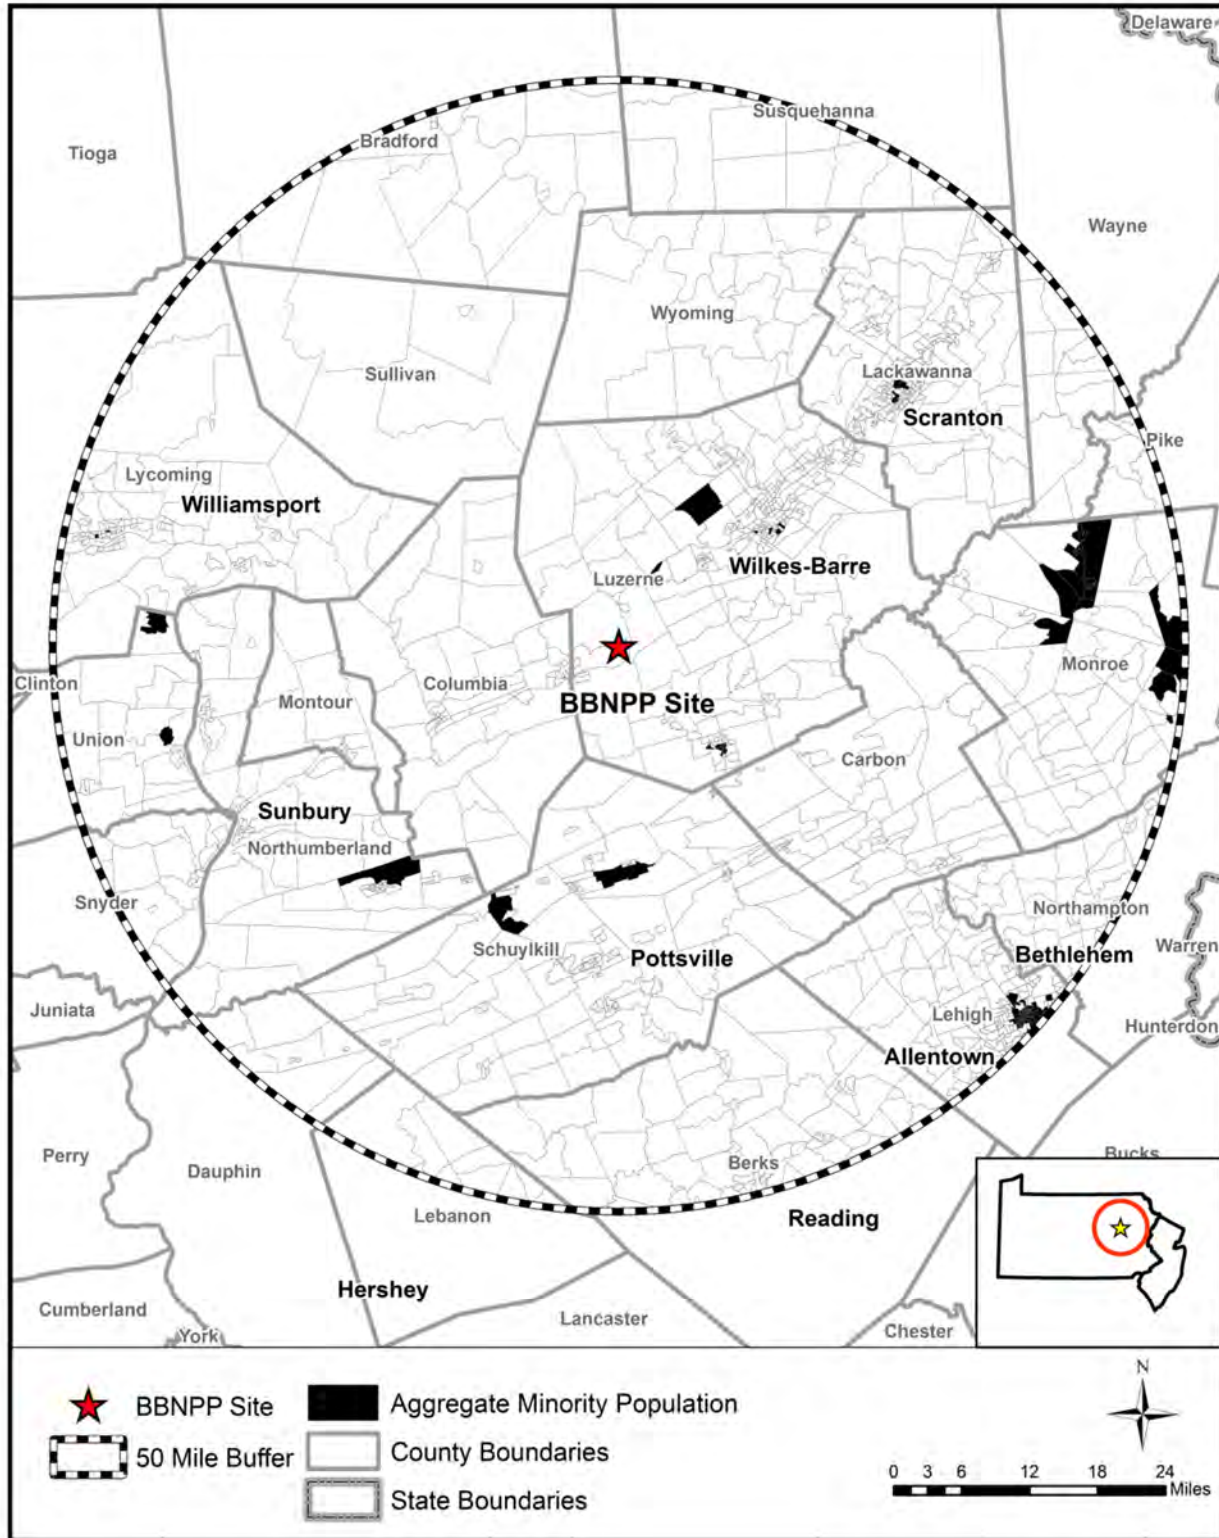 Delaware
Susquehanna
Bradford
Tioga
Wayne
Wyoming
Sullivan
Lackawanna
Scranton
Pike
Lycoming
Williamsport
Wilkes-Barre
Luzerne
Monroe
Clinton
Columbia
BBNPP Site
Montour
Union
Carbon
Sunbury
Northumberland
Snyder
Northampton
Warren
Schuylkill
Pottsville
Bethlehem
Juniata
Lehigh
Hunterdon
Allentown
Perry
Dauphin
Berks
Bucks
Lebanon
Reading
Hershey
Cumberland
York
Lancaster
Chester
BBNPP Site
50 Mile Buffer
Aggregate Minority Population
County Boundaries
State Boundaries
N
0 3 6 12 18 24
Miles